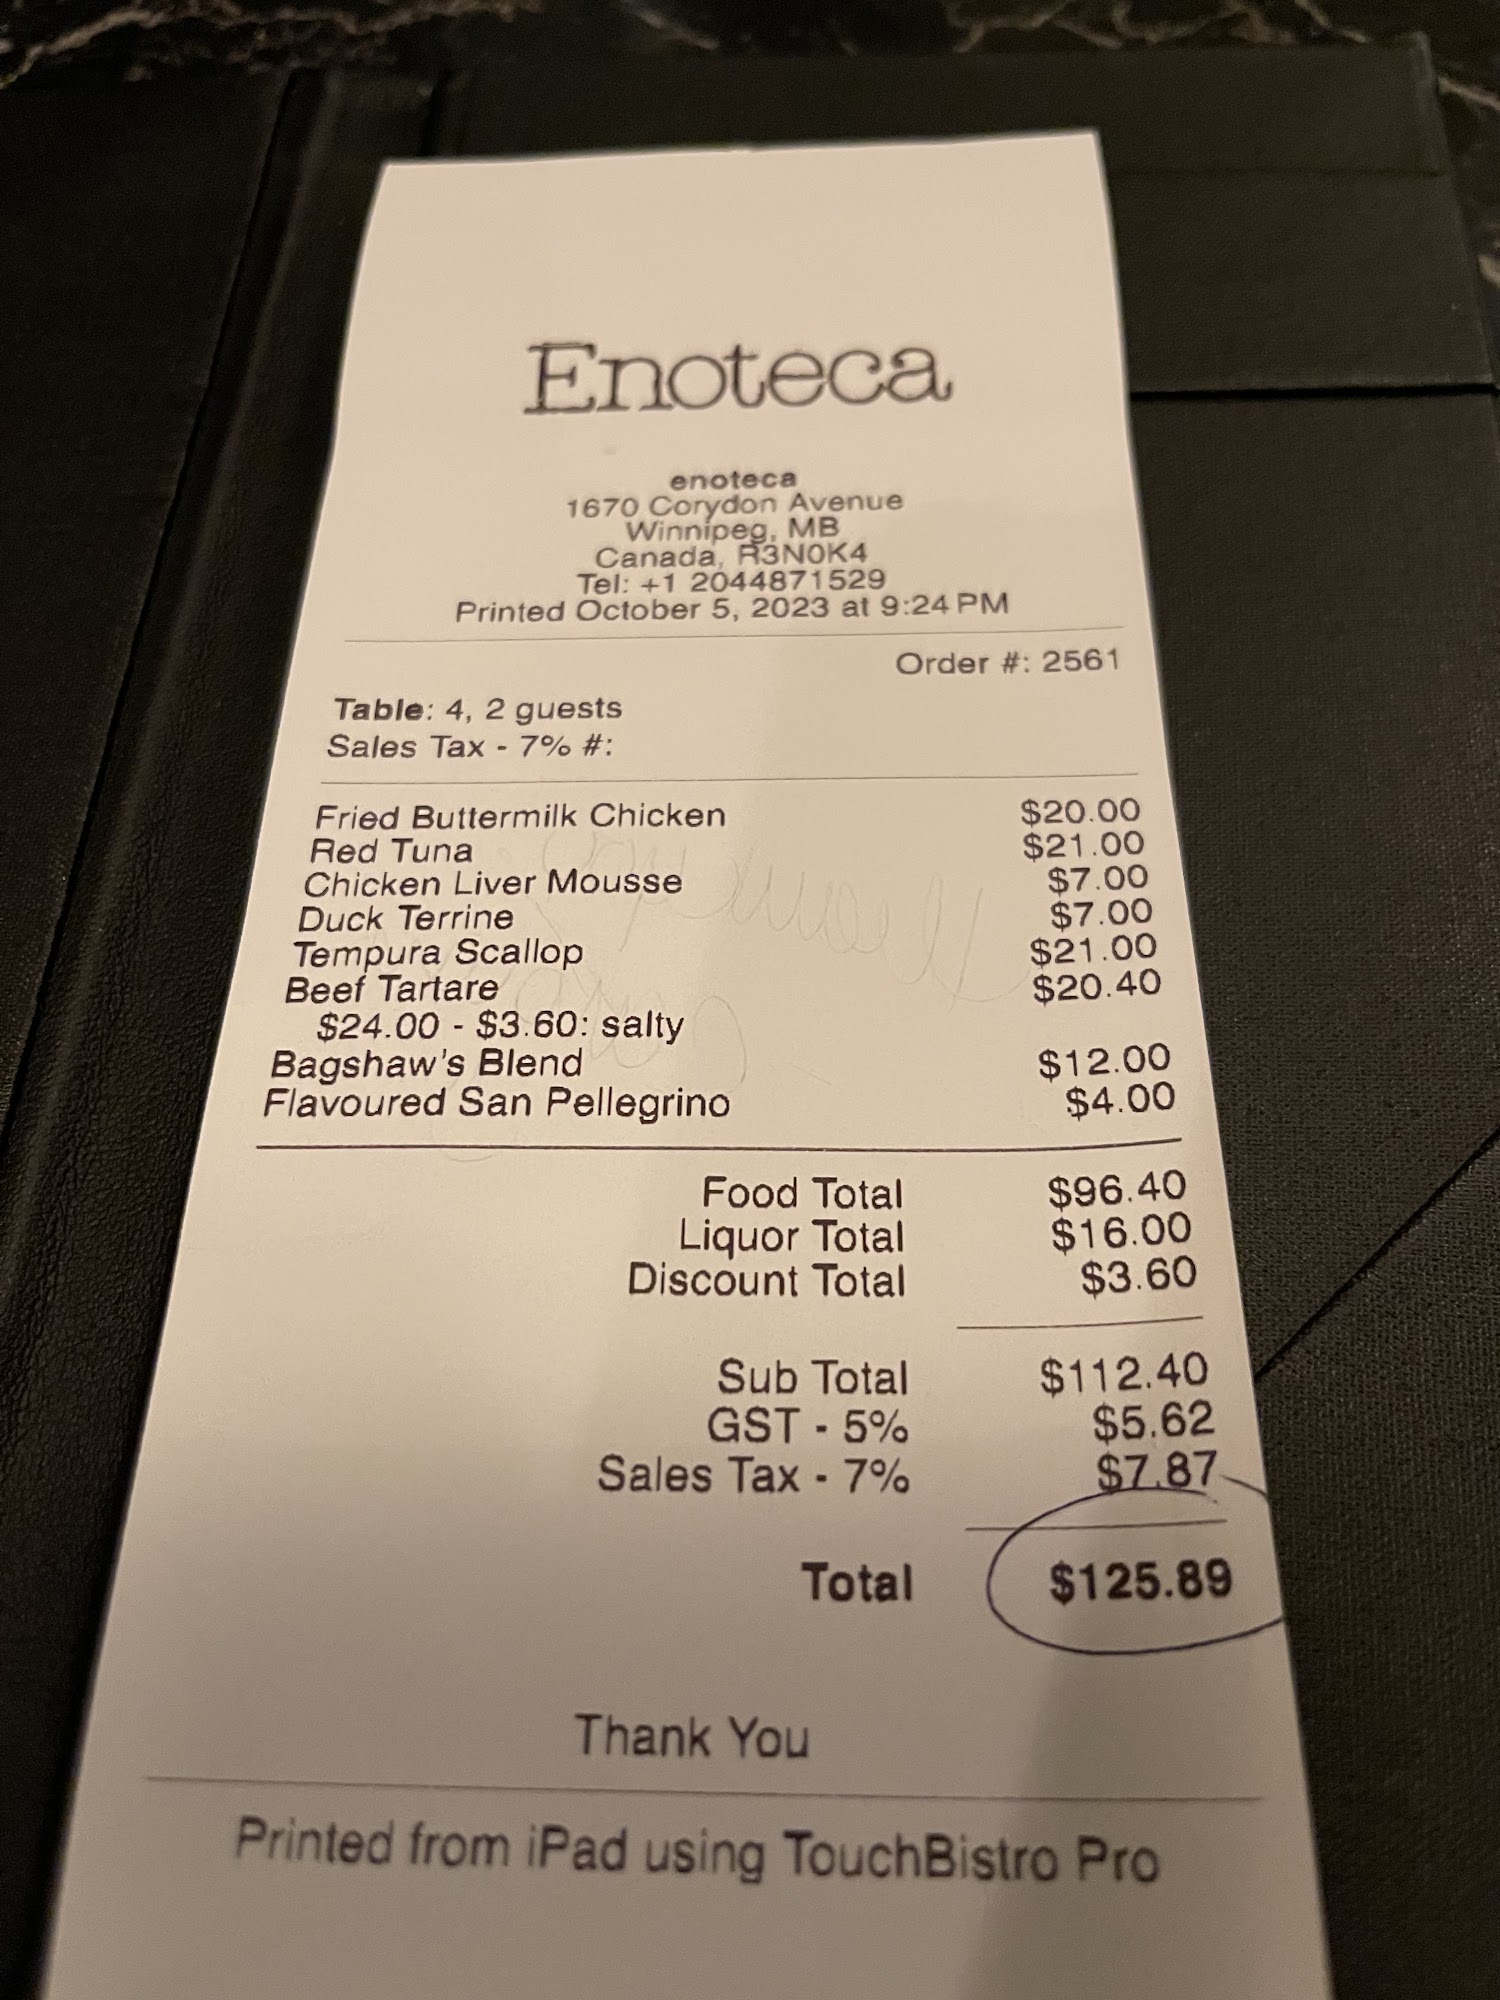 Enoteca
enoteca
1670 Corydon Avenue
Winnipeg, MB
Canada, R3N0K4
Tel: +1 2044871529
Printed October 5, 2023 at 9:24 PM
Order #: 2561
Table: 4, 2 guests
Sales Tax - 7% #:
Fried Buttermilk Chicken $20.00
Red Tuna $21.00
Chicken Liver Mousse $7.00
Duck Terrine $7.00
Tempura Scallop $21.00
Beef Tartare $20.40
$24.00 - $3.60: salty
Bagshaw's Blend $12.00
Flavoured San Pellegrino $4.00
Food Total $96.40
Liquor Total $16.00
Discount Total $3.60
Sub Total $112.40
GST - 5% $5.62
Sales Tax - 7% $7.87
Total $125.89
Thank You
Printed from iPad using TouchBistro Pro